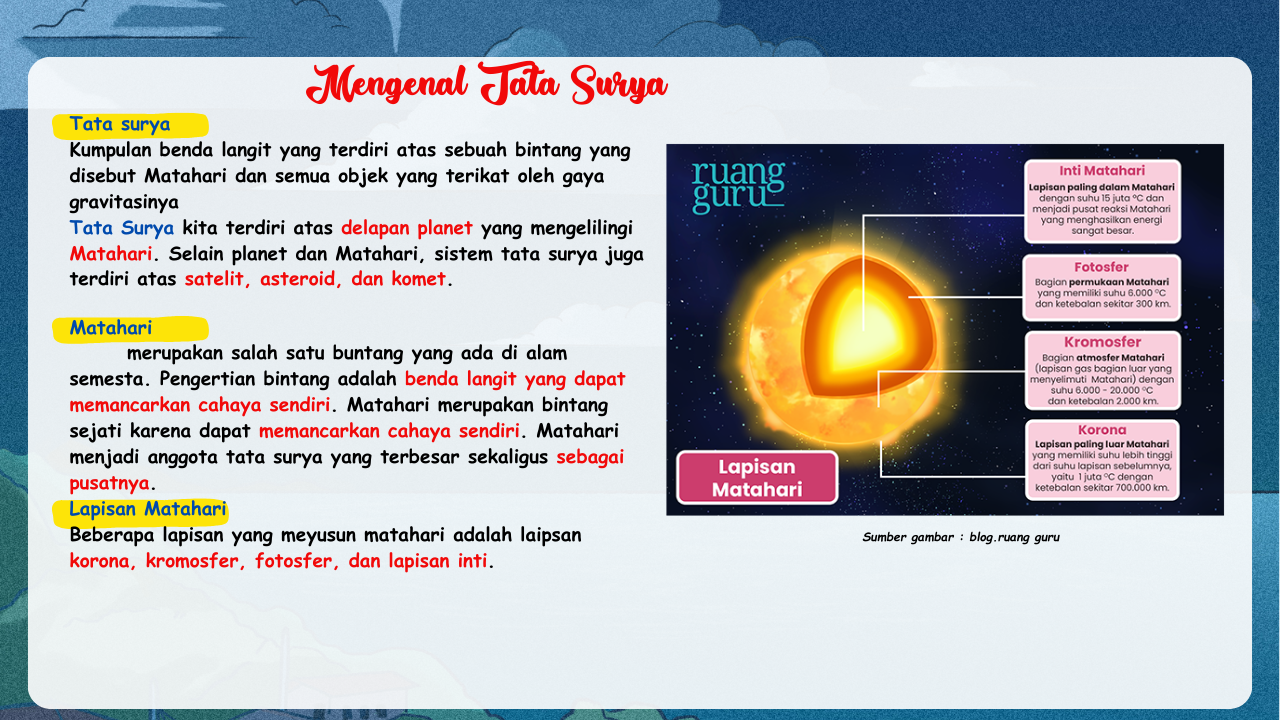 Mengenal Tata Surya
Tata surya
Kumpulan benda langit yang terdiri atas sebuah bintang yang
disebut Matahari dan semua objek yang terikat oleh gaya
gravitasinya
Tata Surya kita terdiri atas delapan planet yang mengelilingi
Matahari. Selain planet dan Matahari, sistem tata surya juga
terdiri atas satelit, asteroid, dan komet.
Matahari
merupakan salah satu buntang yang ada di alam
semesta. Pengertian bintang adalah benda langit yang dapat
memancarkan cahaya sendiri. Matahari merupakan bintang
sejati karena dapat memancarkan cahaya sendiri. Matahari
menjadi anggota tata surya yang terbesar sekaligus sebagai
pusatnya.
Lapisan Matahari
Beberapa lapisan yang meyusun matahari adalah laipsan
korona, kromosfer, fotosfer, dan lapisan inti.
ruang
guru
Inti Matahari
Lapisan paling dalam Matahari
dengan suhu 15 juta °C dan
menjadi pusat reaksi Matahari
yang menghasilkan energi
sangat besar.
Fotosfer
Bagian permukaan Matahari
yang memiliki suhu 6.000 °C
dan ketebalan sekitar 300 km.
Kromosfer
Bagian atmosfer Matahari
(lapisan gas bagian luar yang
menyelimuti Matahari) dengan
suhu 6.000 - 20.000 °C
dan ketebalan 2.000 km.
Korona
Lapisan paling luar Matahari
yang memiliki suhu lebih tinggi
dari suhu lapisan sebelumnya,
yaitu 1 juta °C dengan
ketebalan sekitar 700.000 km.
Lapisan
Matahari
Sumber gambar : blog.ruang guru